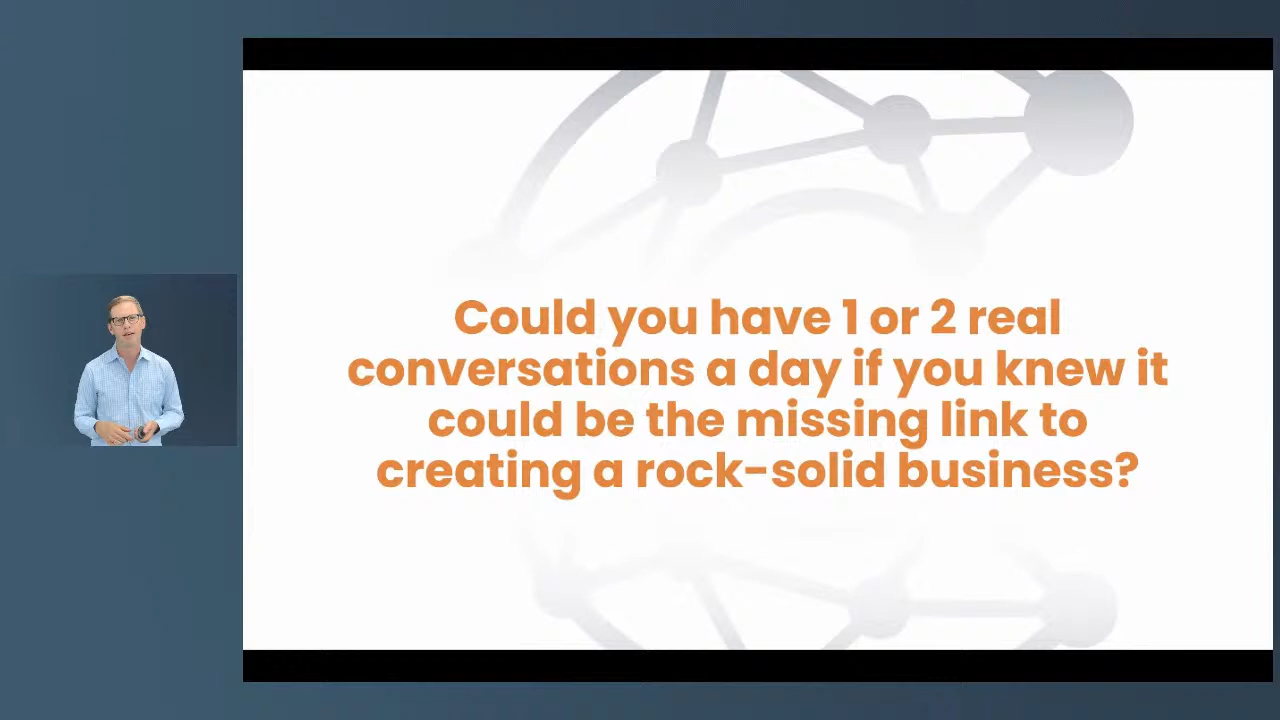 Could you have 1 or 2 real
conversations a day if you knew it
could be the missing link to
creating a rock-solid business?